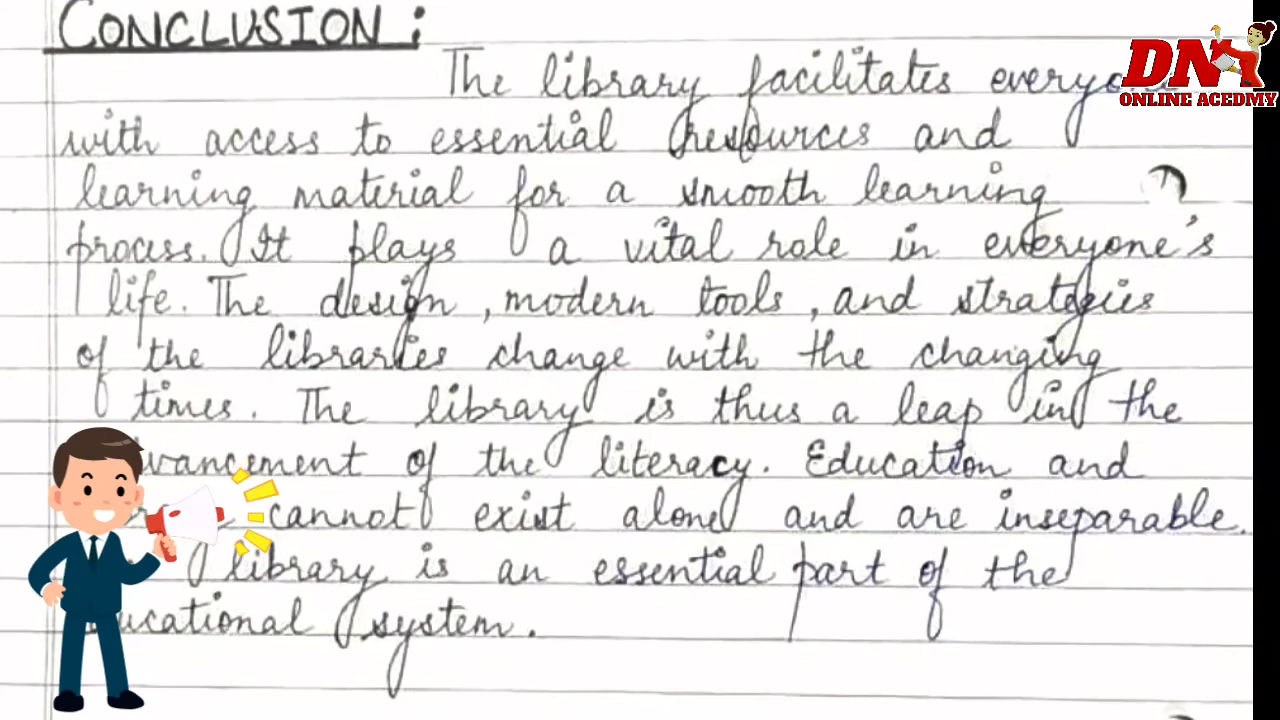 CONCLUSION :
The library facilitates
with access to essential resources and
learning material for a smooth learning
process. It plays a vital role in everyone's
life. The design, modern tools, and strategies
of the libraries change with the changing
times. The library is thus a leap in the
of the literacy. Education and
cannot exist alone and are inseparable.
library is an essential part of the
system.
DN
ONLINE ACEDMY